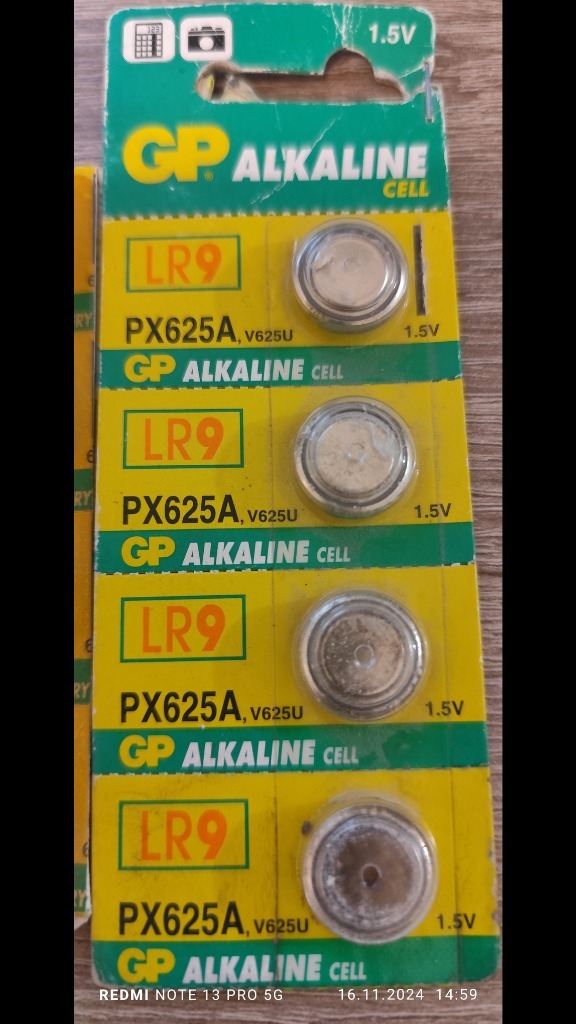 1.5V
GP ALKALINE
CELL
LR9
PX625A, V625U 1.5V
GP ALKALINE CELL
LR9
PX625A, V625U 1.5V
GP ALKALINE CELL
LR9
PX625A, V625U 1.5V
GP ALKALINE CELL
LR9
PX625A, V625U 1.5V
GP ALKALINE CELL
REDMI NOTE 13 PRO 5G 16.11.2024 14:59